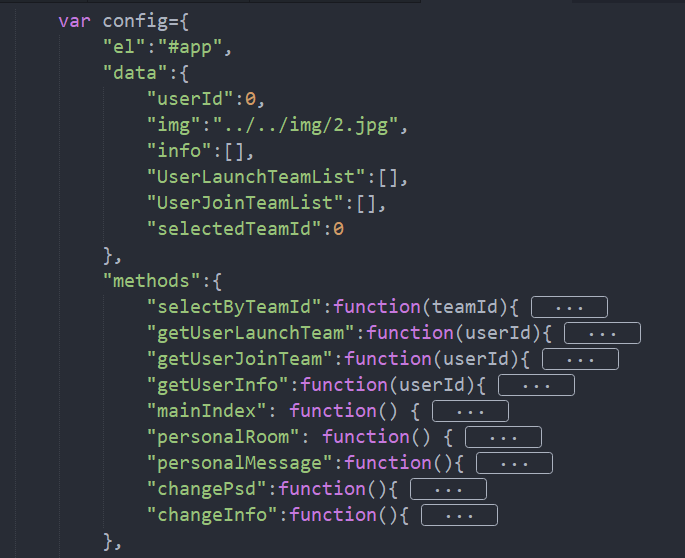 var config={
"el":"#app",
"data":{
"userId":0,
"img":"../../img/2.jpg",
"info":[],
"UserLaunchTeamList":[],
"UserJoinTeamList":[],
"selectedTeamId":0
},
"methods":{
"selectByTeamId":function(teamId){ ...
"getUserLaunchTeam":function(userId){ ...
"getUserJoinTeam":function(userId){ ...
"getUserInfo":function(userId){ ...
"mainIndex": function() { ...
"personalRoom": function() { ...
"personalMessage":function(){ ...
"changePsd":function(){ ...
"changeInfo":function(){ ...
},